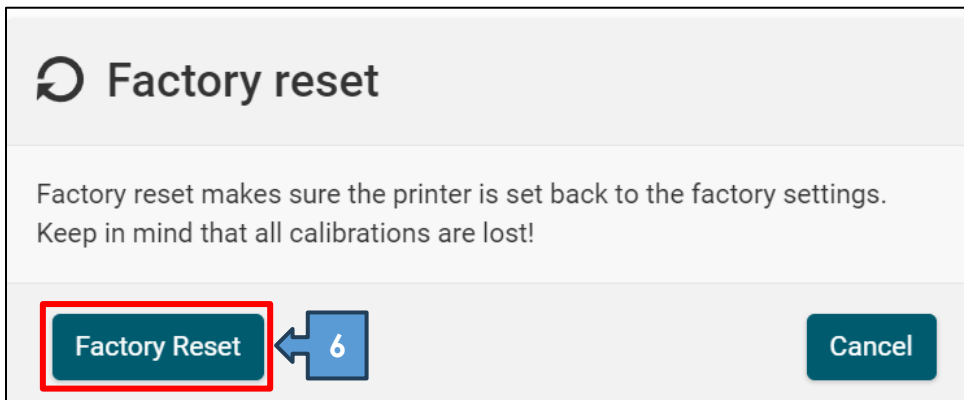 Factory reset
Factory reset makes sure the printer is set back to the factory settings.
Keep in mind that all calibrations are lost!
Factory Reset 6 Cancel